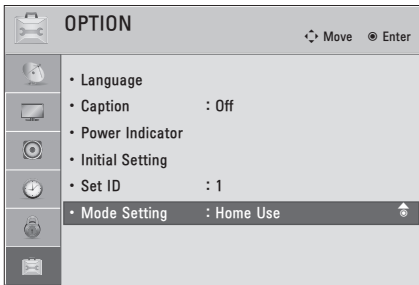 OPTION
Move Enter
• Language
• Caption : Off
• Power Indicator
• Initial Setting
• Set ID : 1
• Mode Setting : Home Use